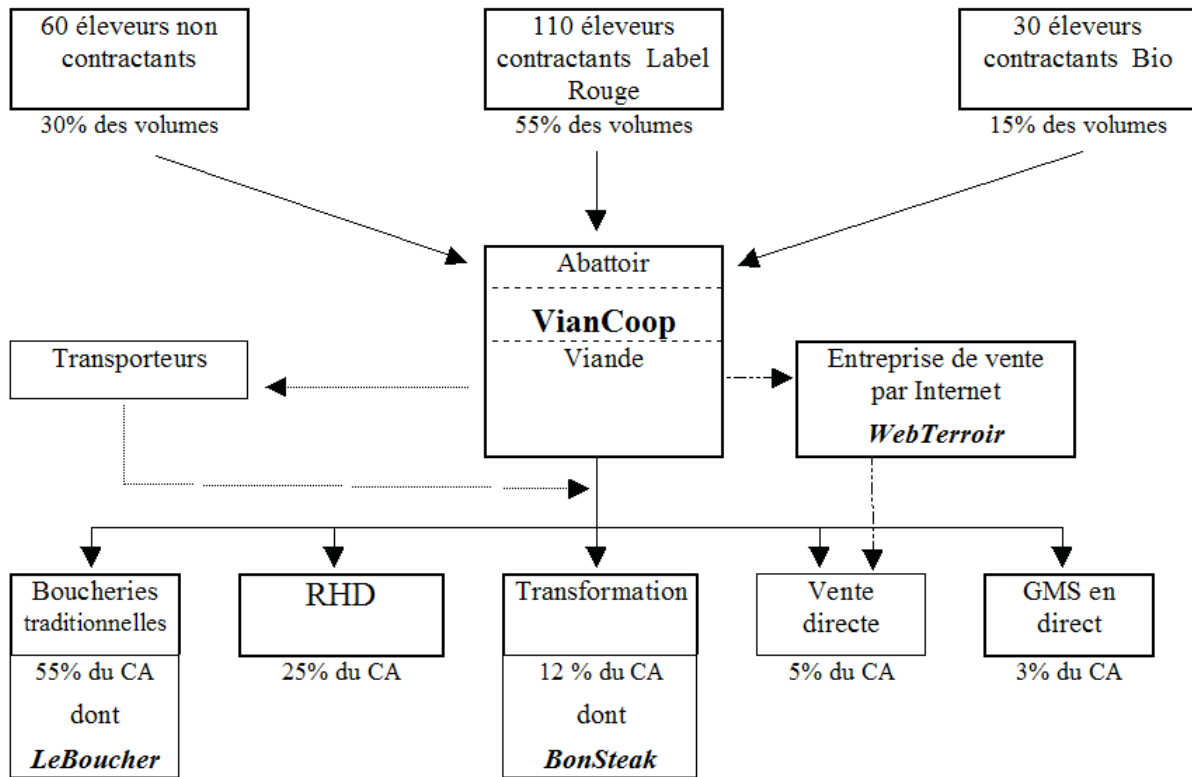 60 éleveurs non
contractants
30% des volumes
110 éleveurs
contractants Label
Rouge
55% des volumes
30 éleveurs
contractants Bio
15% des volumes
Abattoir
VianCoop
Viande
Transporteurs
Entreprise de vente
par Internet
WebTerroir
Boucheries
traditionnelles
55% du CA
dont
LeBoucher
RHD
25% du CA
Transformation
12 % du CA
dont
BonSteak
Vente
directe
5% du CA
GMS en
direct
3% du CA